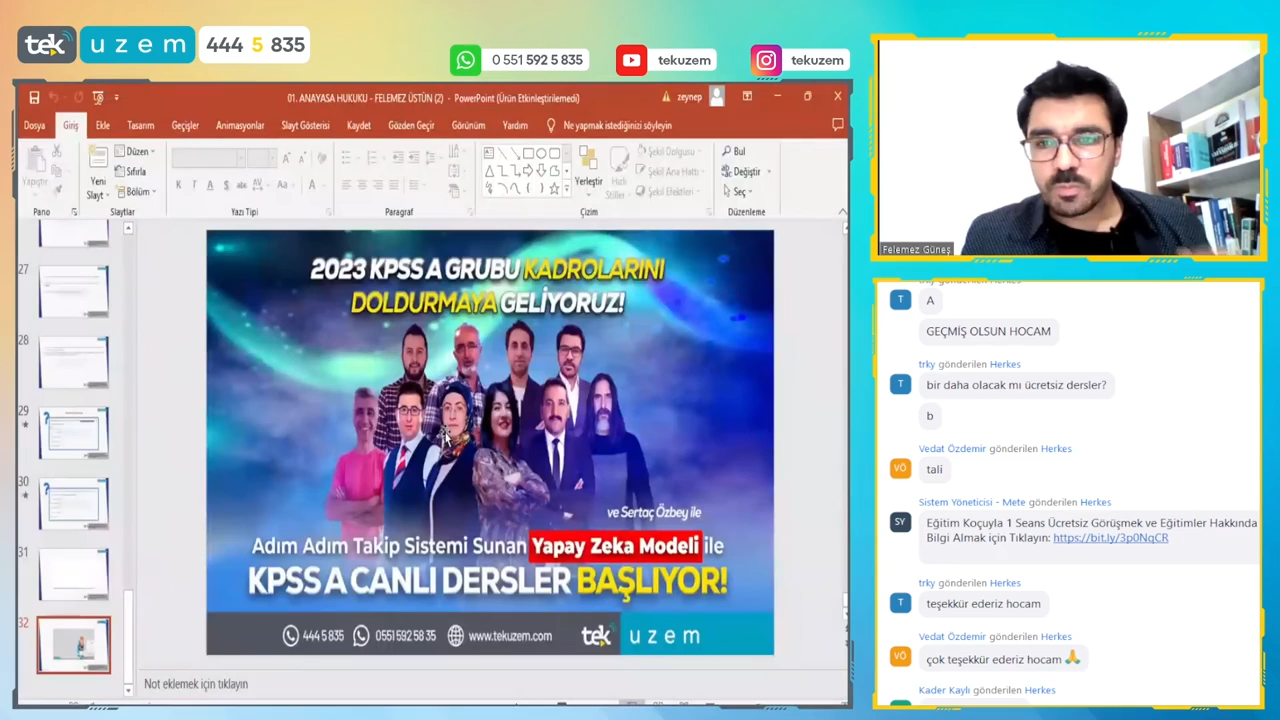 tek uzem 444 5 835
0 551 592 5 835
tekuzem
tekuzem
01. ANAYASA HUKUKU - FELEMEZ ÜSTÜN (2) - PowerPoint (Ürün Etkinleştirilemedi)
zeynep
Dosya Giriş Ekle Tasarım Geçişler Animasyonlar Slayt Gösterisi Kaydet Gözden Geçir Görünüm Yardım Ne yapmak istediğinizi söyleyin
Yapıştır
Yeni
Slayt
Düzen
Sıfırla
Bölüm
K T A S abc AV Aa A
Yerleştir
Hızlı
Stiller
Şekil Dolgusu
Şekil Ana Hattı
Şekil Efektleri
Bul
Değiştir
Seç
Pano Slaytlar Yazı Tipi Paragraf Çizim Düzenleme
27
28
29
30
31
32
2023 KPSS A GRUBU KADROLARINI
DOLDURMAYA GELİYORUZ!
ve Sertaç Özbey ile
Adım Adım Takip Sistemi Sunan Yapay Zeka Modeli ile
KPSS A CANLI DERSLER BAŞLIYOR!
444 5 835 0551 592 58 35 www.tekuzem.com tek uzem
Not eklemek için tıklayın
Felemez Güneş
trky gönderilen Herkes
T
A
GEÇMİŞ OLSUN HOCAM
trky gönderilen Herkes
T
bir daha olacak mı ücretsiz dersler?
b
Vedat Özdemir gönderilen Herkes
VÖ
tali
Sistem Yöneticisi - Mete gönderilen Herkes
SY
Eğitim Koçuyla 1 Seans Ücretsiz Görüşmek ve Eğitimler Hakkında
Bilgi Almak için Tıklayın: https://bit.ly/3p0NqCR
trky gönderilen Herkes
T
teşekkür ederiz hocam
Vedat Özdemir gönderilen Herkes
VÖ
çok teşekkür ederiz hocam 🙏
Kader Kaylı gönderilen Herkes